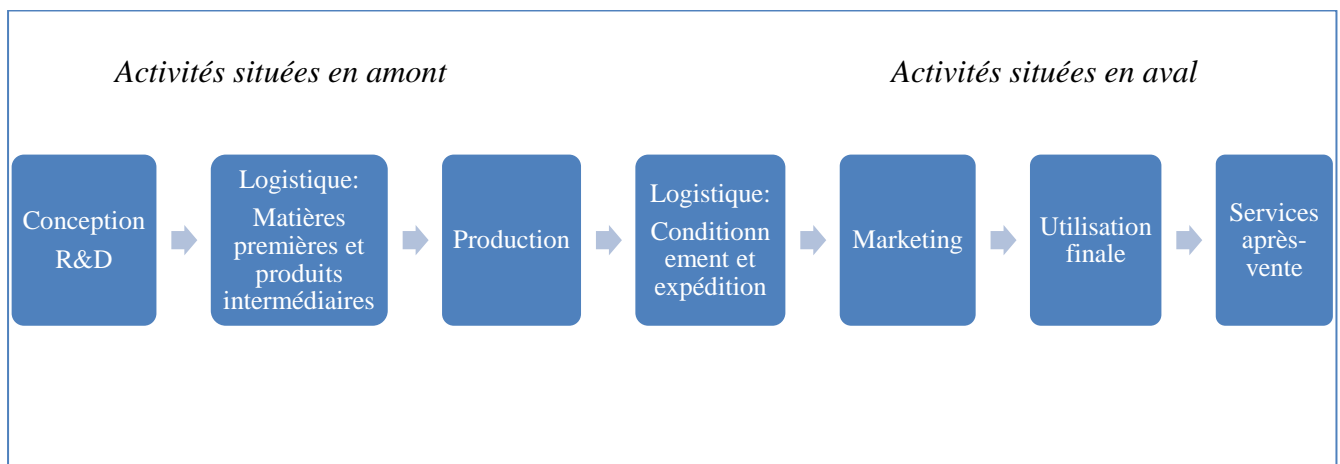 Activités situées en amont
Activités situées en aval
Conception
R&D
Logistique:
Matières
premières et
produits
intermédiaires
Production
Logistique:
Conditionn
ement et
expédition
Marketing
Utilisation
finale
Services
après-
vente